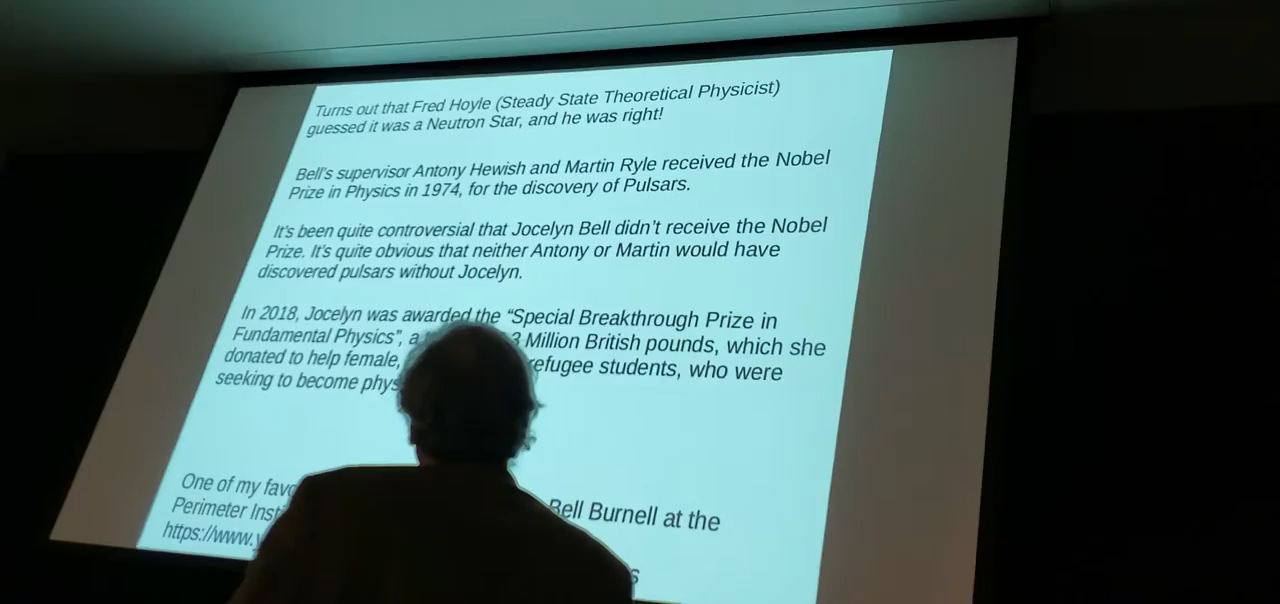 Turns out that Fred Hoyle (Steady State Theoretical Physicist)
guessed it was a Neutron Star, and he was right!
Bell's supervisor Antony Hewish and Martin Ryle received the Nobel
Prize in Physics in 1974, for the discovery of Pulsars.
It's been quite controversial that Jocelyn Bell didn't receive the Nobel
Prize. It's quite obvious that neither Antony or Martin would have
discovered pulsars without Jocelyn.
In 2018, Jocelyn was awarded the “Special Breakthrough Prize in
Fundamental Physics”, 3 Million British pounds, which she
donated to help female, refugee students, who were
seeking to become
One of my Bell Burnell at the
Perimeter